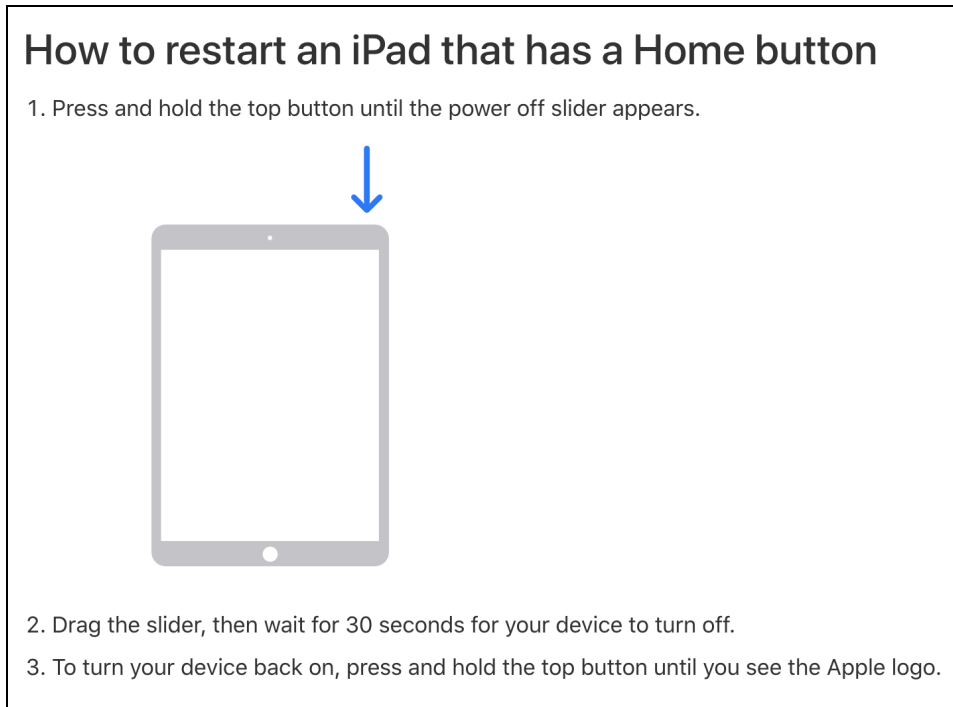 How to restart an iPad that has a Home button
1. Press and hold the top button until the power off slider appears.
2. Drag the slider, then wait for 30 seconds for your device to turn off.
3. To turn your device back on, press and hold the top button until you see the Apple logo.